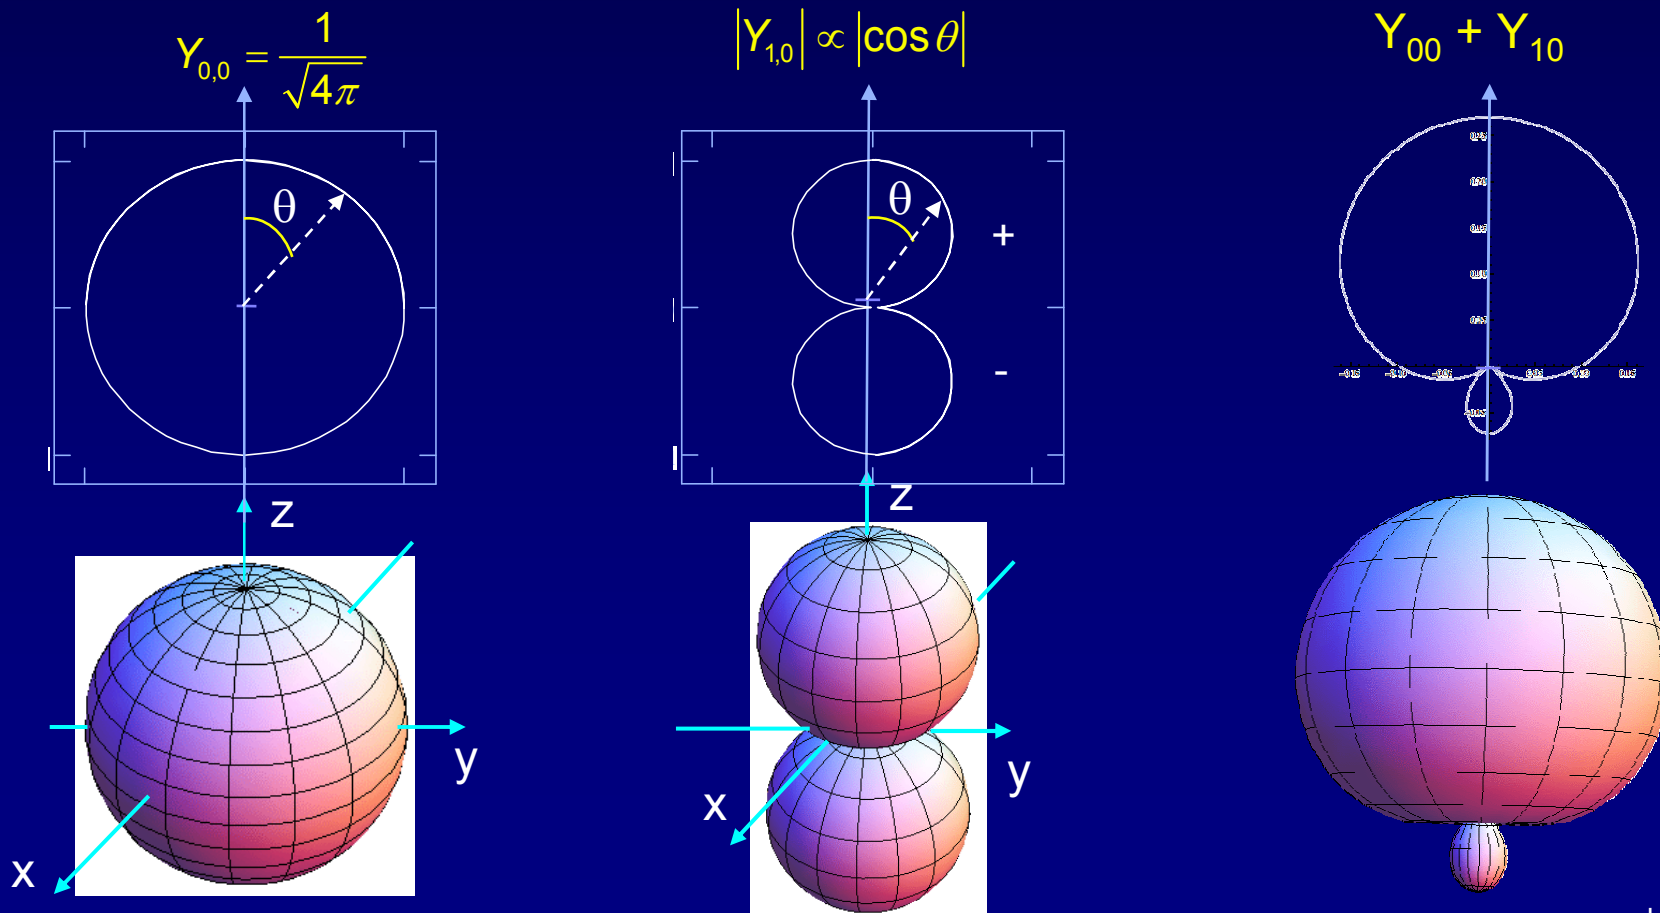 Y₀,₀ = 1/√4π
|Y₁,₀| ∝ |cos θ|
Y₀₀ + Y₁₀
θ
θ
+
-
z
y
x
z
y
x